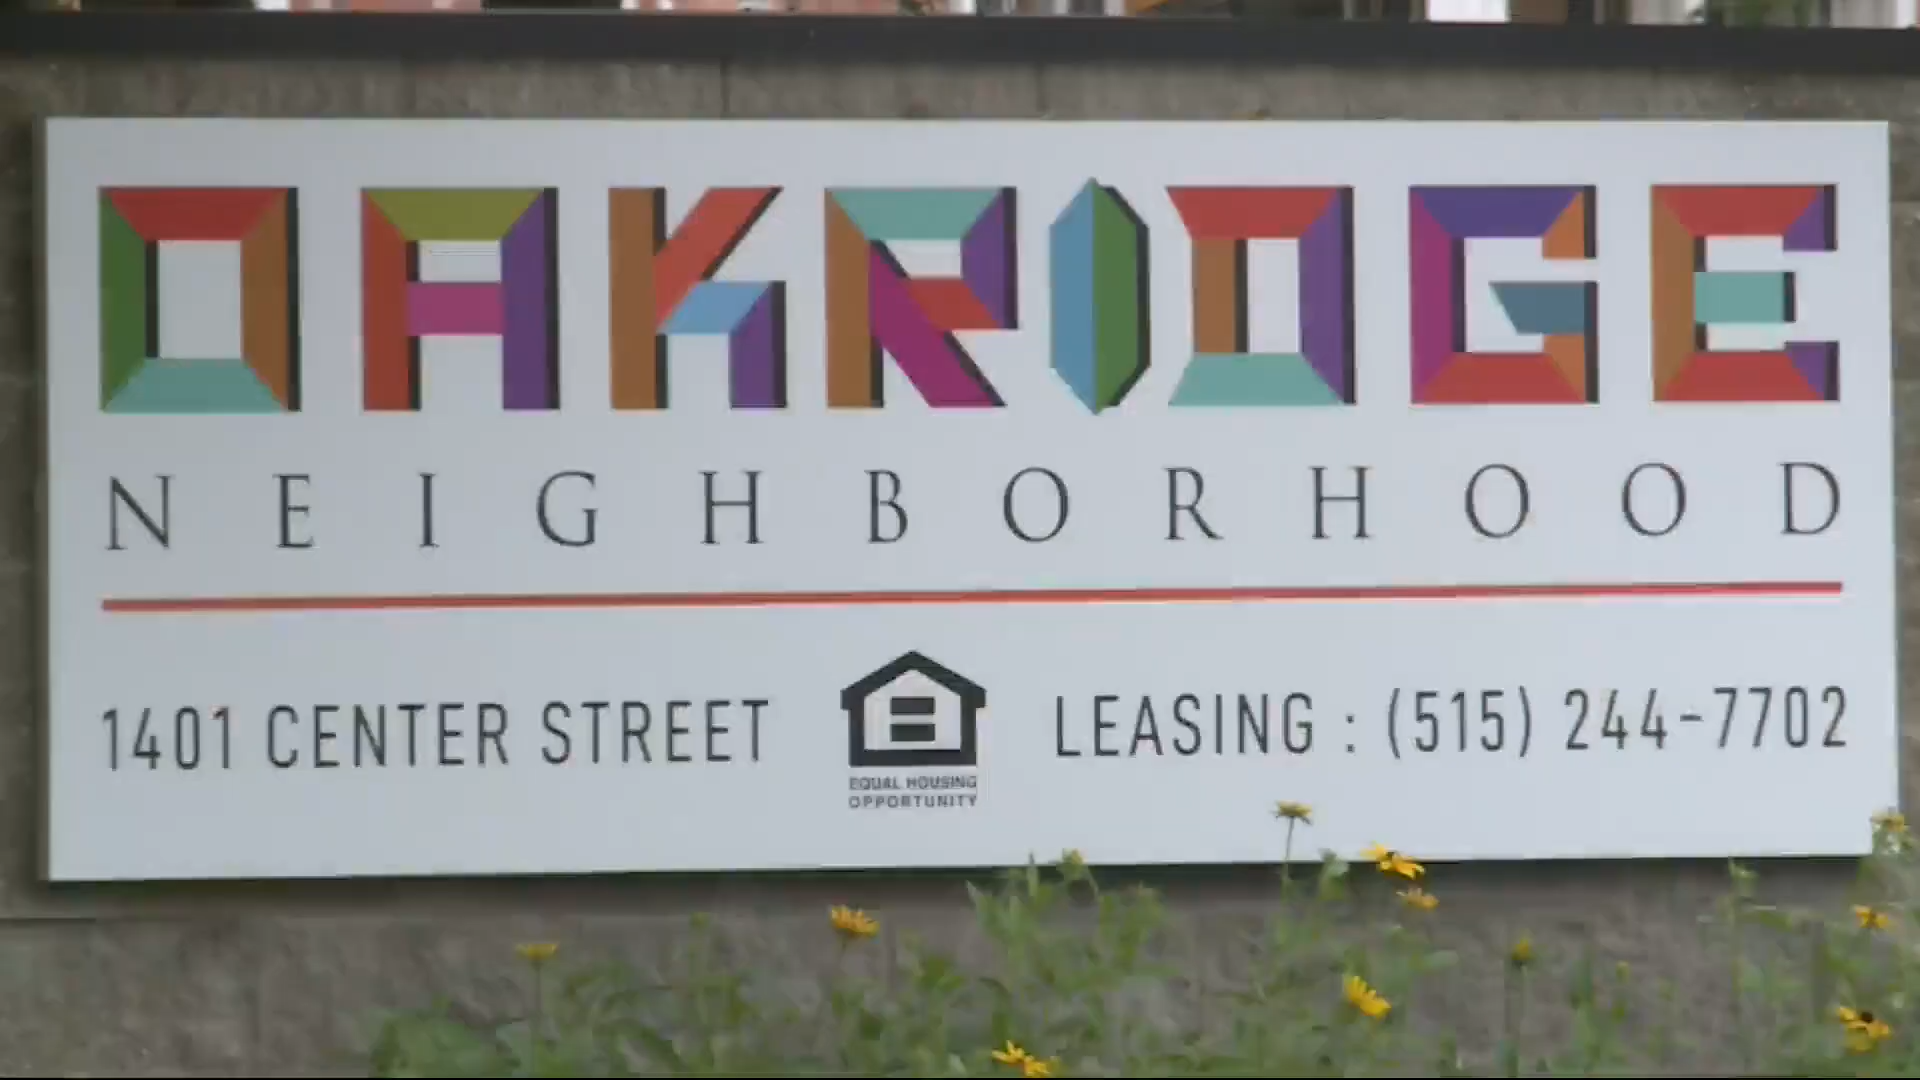 OAKRIDGE
NEIGHBORHOOD
1401 CENTER STREET
EQUAL HOUSING
OPPORTUNITY
LEASING : (515) 244-7702